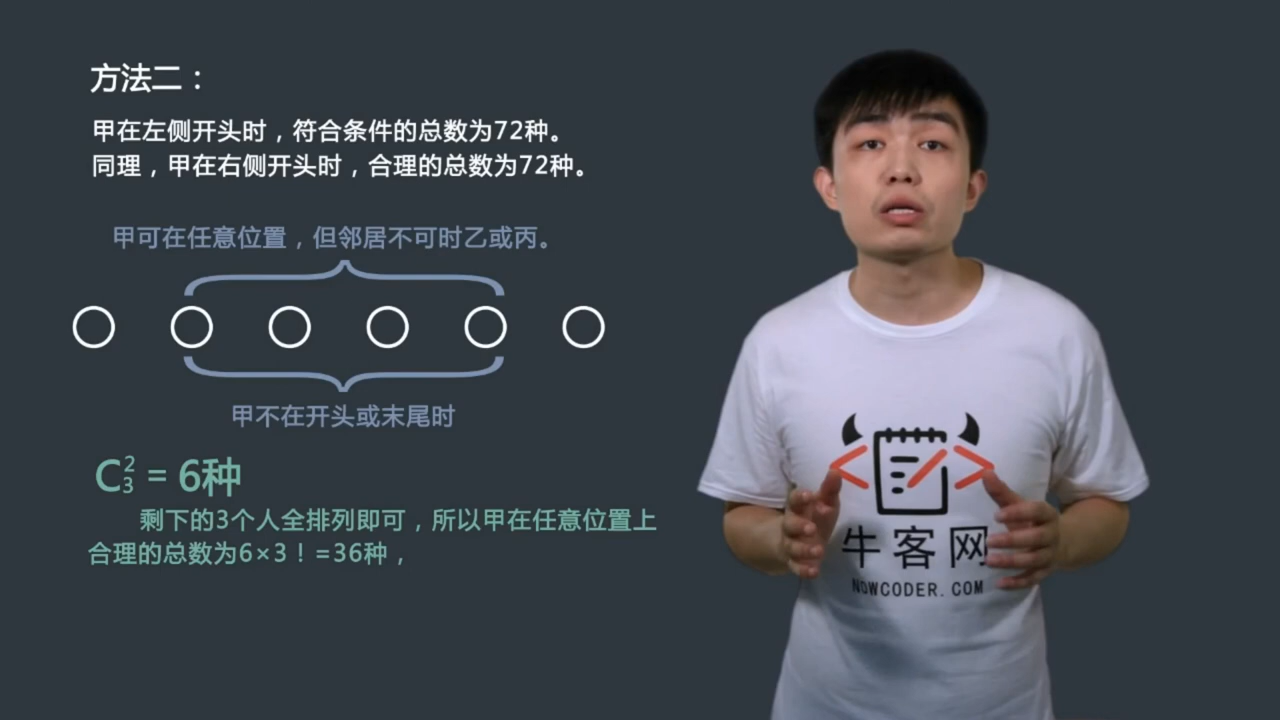 方法二：
甲在左侧开头时，符合条件的总数为72种。
同理，甲在右侧开头时，合理的总数为72种。
甲可在任意位置，但邻居不可时乙或丙。
甲不在开头或末尾时
C²₃ = 6种
剩下的3个人全排列即可，所以甲在任意位置上
合理的总数为6×3！=36种，
牛客网
NOWCODER.COM